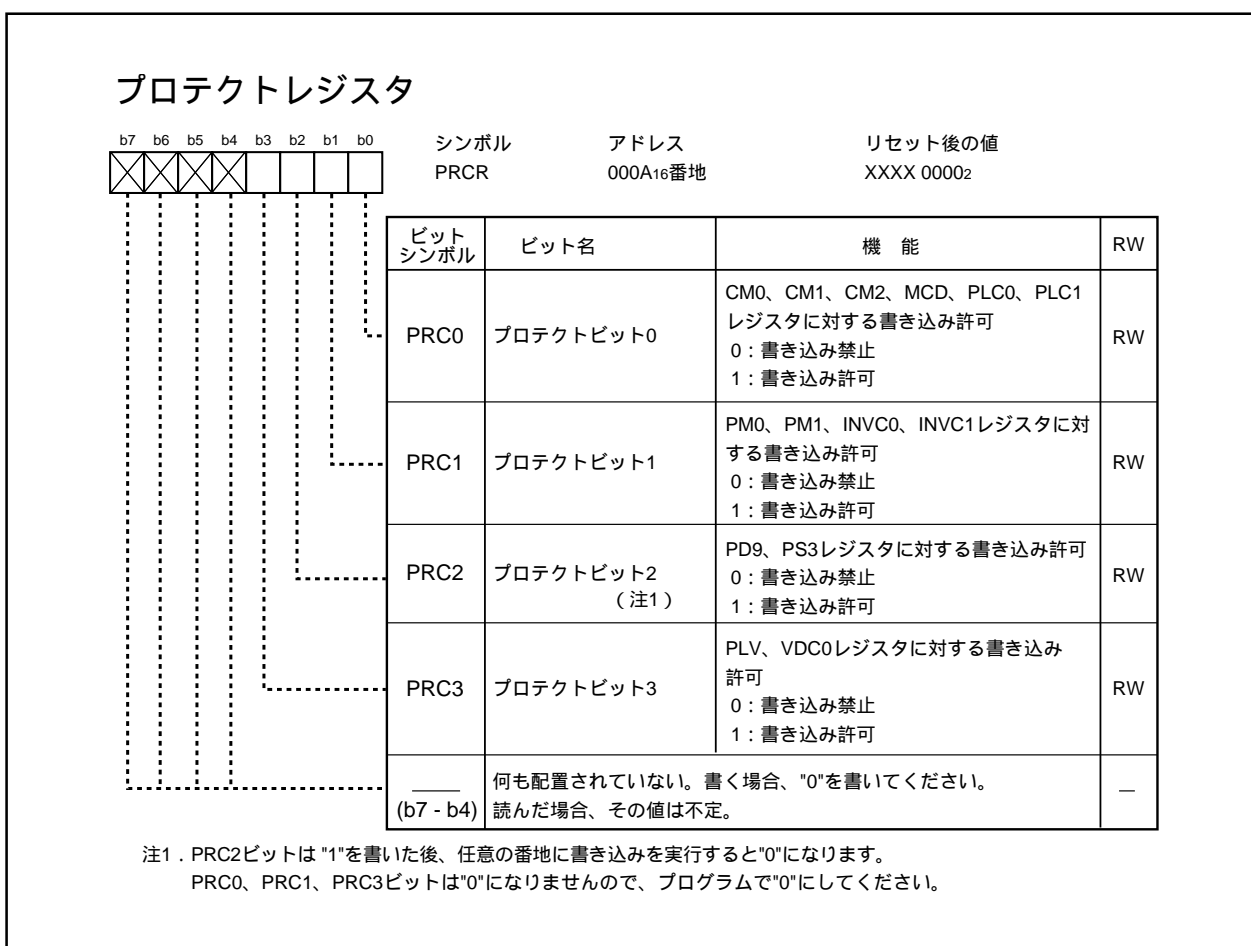 プロテクトレジスタ
b7 b6 b5 b4 b3 b2 b1 b0
シンボル アドレス リセット後の値
PRCR 000A16番地 XXXX 00002
ビット
シンボル
ビット名 機 能 RW
PRC0 プロテクトビット0
CM0、CM1、CM2、MCD、PLC0、PLC1
レジスタに対する書き込み許可
0:書き込み禁止
1:書き込み許可
RW
PRC1 プロテクトビット1
PM0、PM1、INVC0、INVC1レジスタに対
する書き込み許可
0:書き込み禁止
1:書き込み許可
RW
PRC2 プロテクトビット2
(注1)
PD9、PS3レジスタに対する書き込み許可
0:書き込み禁止
1:書き込み許可
RW
PRC3 プロテクトビット3
PLV、VDC0レジスタに対する書き込み
許可
0:書き込み禁止
1:書き込み許可
RW
(b7 - b4)
何も配置されていない。書く場合、"0"を書いてください。
読んだ場合、その値は不定。
—
注1.PRC2ビットは "1"を書いた後、任意の番地に書き込みを実行すると"0"になります。
PRC0、PRC1、PRC3ビットは"0"になりませんので、プログラムで"0"にしてください。